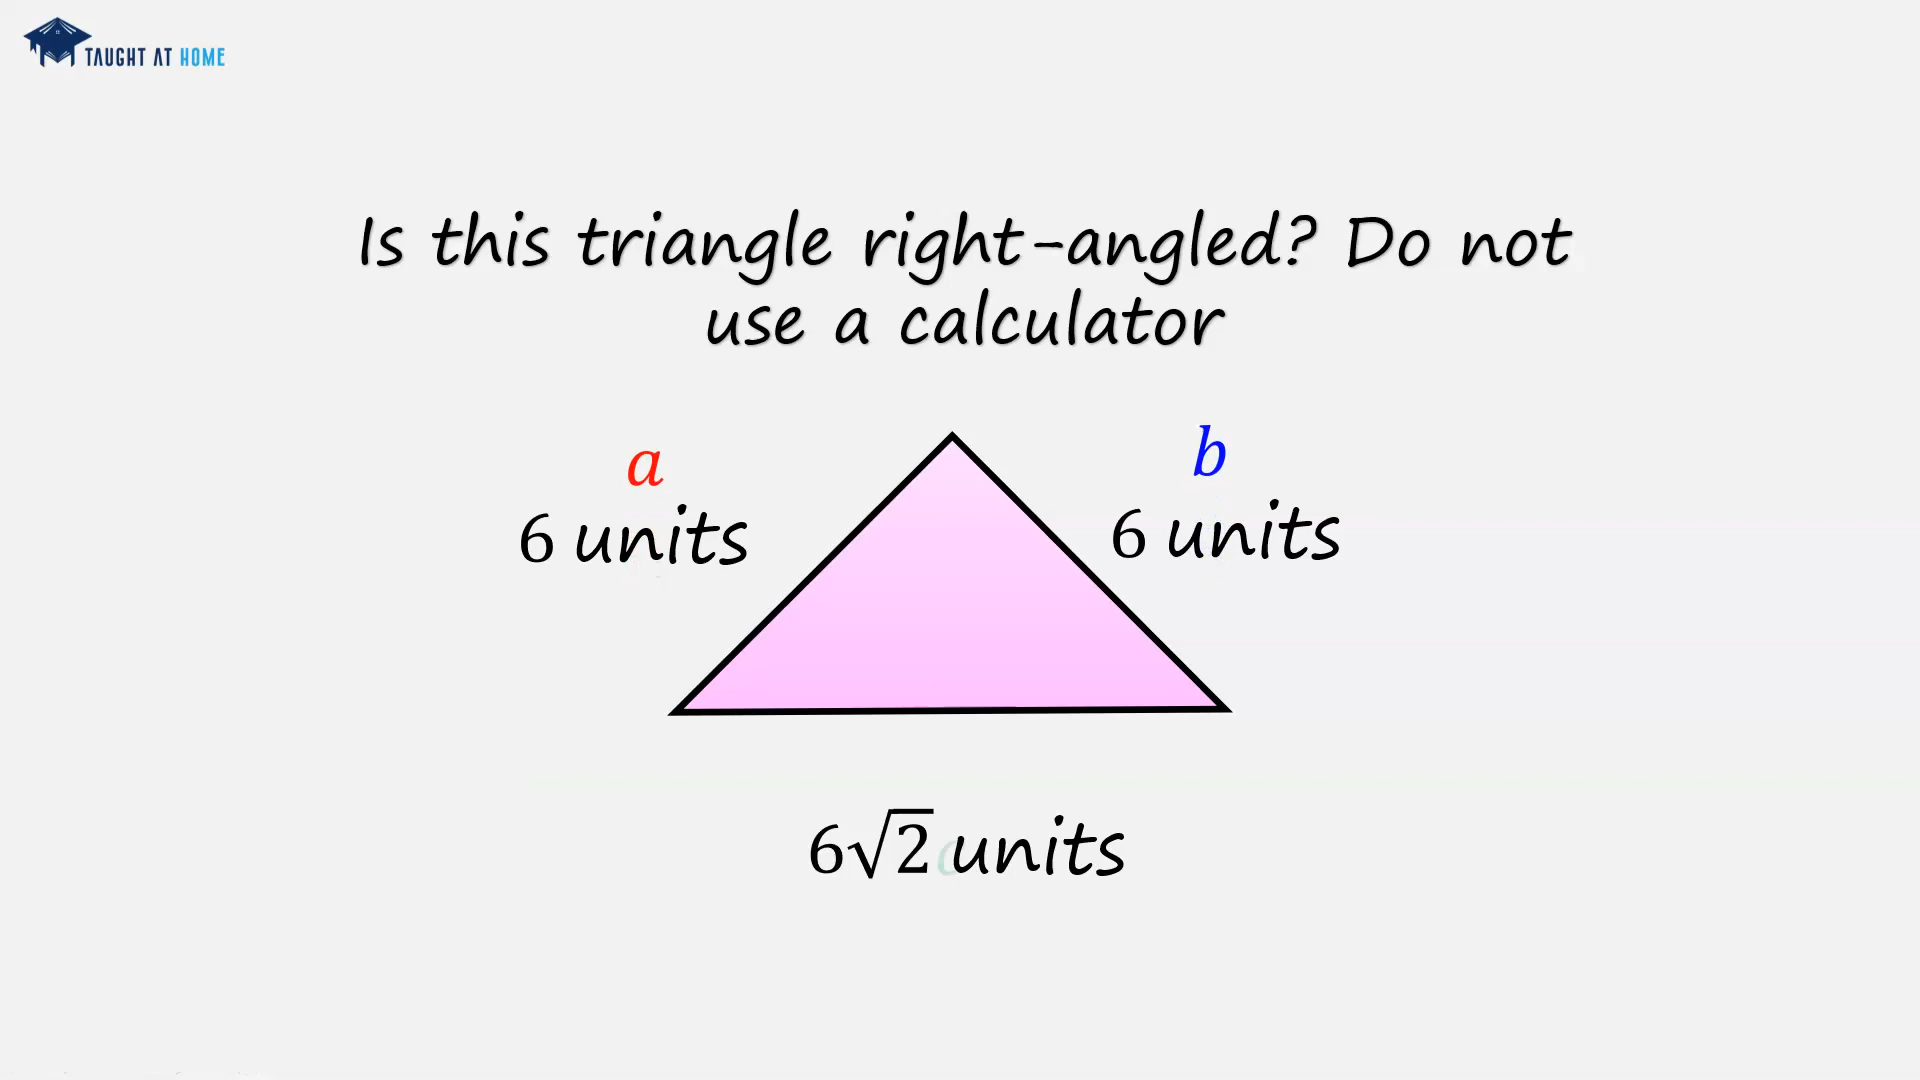 TAUGHT AT HOME
Is this triangle right-angled? Do not
use a calculator
a
b
6 units
6 units
6√2 units